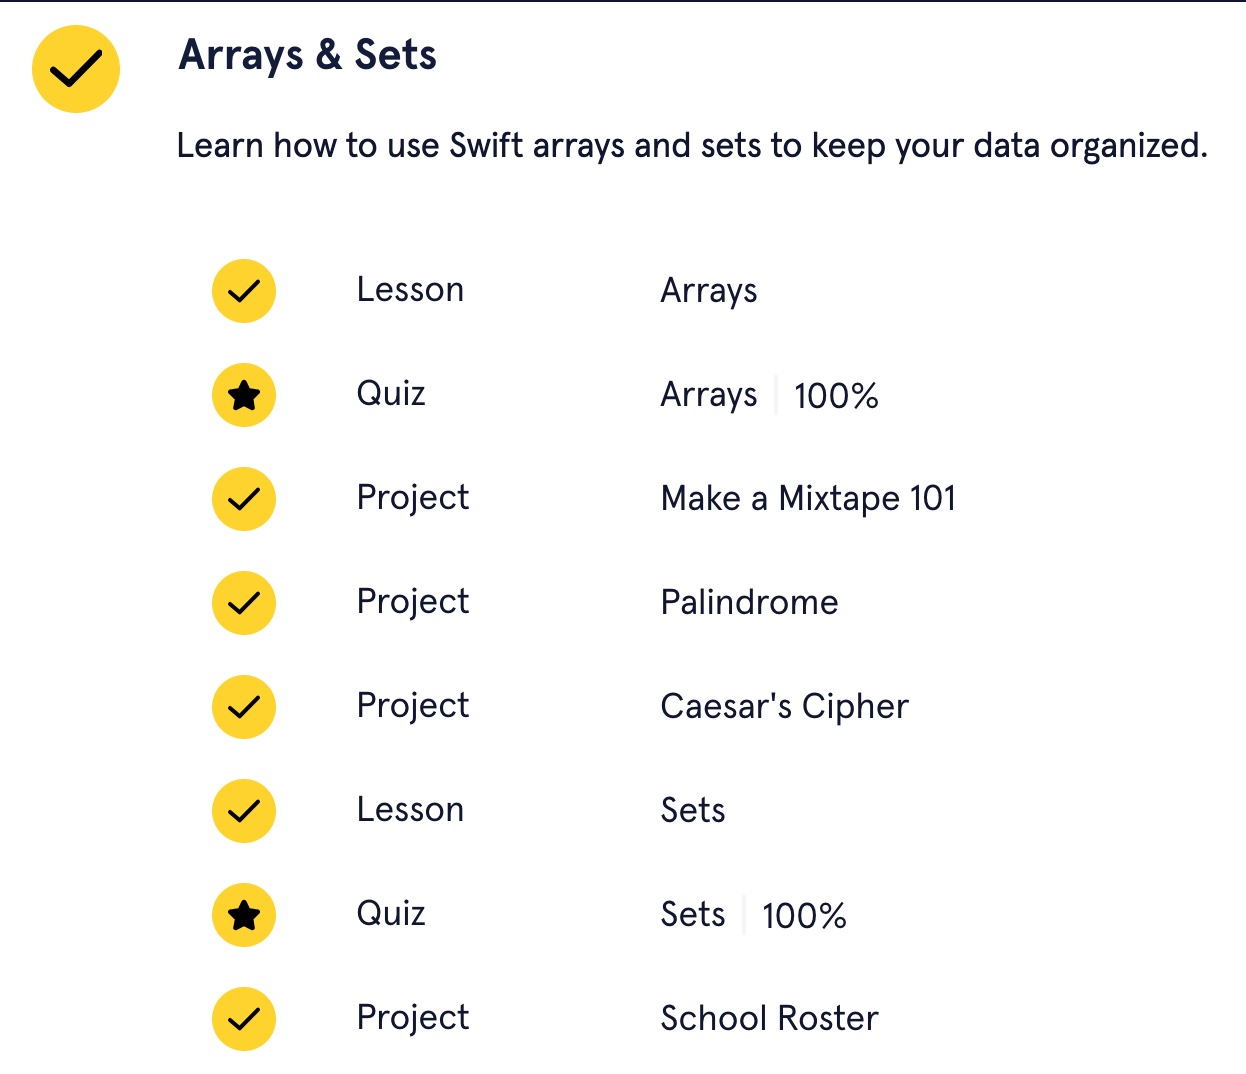 Arrays & Sets
Learn how to use Swift arrays and sets to keep your data organized.
Lesson Arrays
Quiz Arrays 100%
Project Make a Mixtape 101
Project Palindrome
Project Caesar's Cipher
Lesson Sets
Quiz Sets 100%
Project School Roster